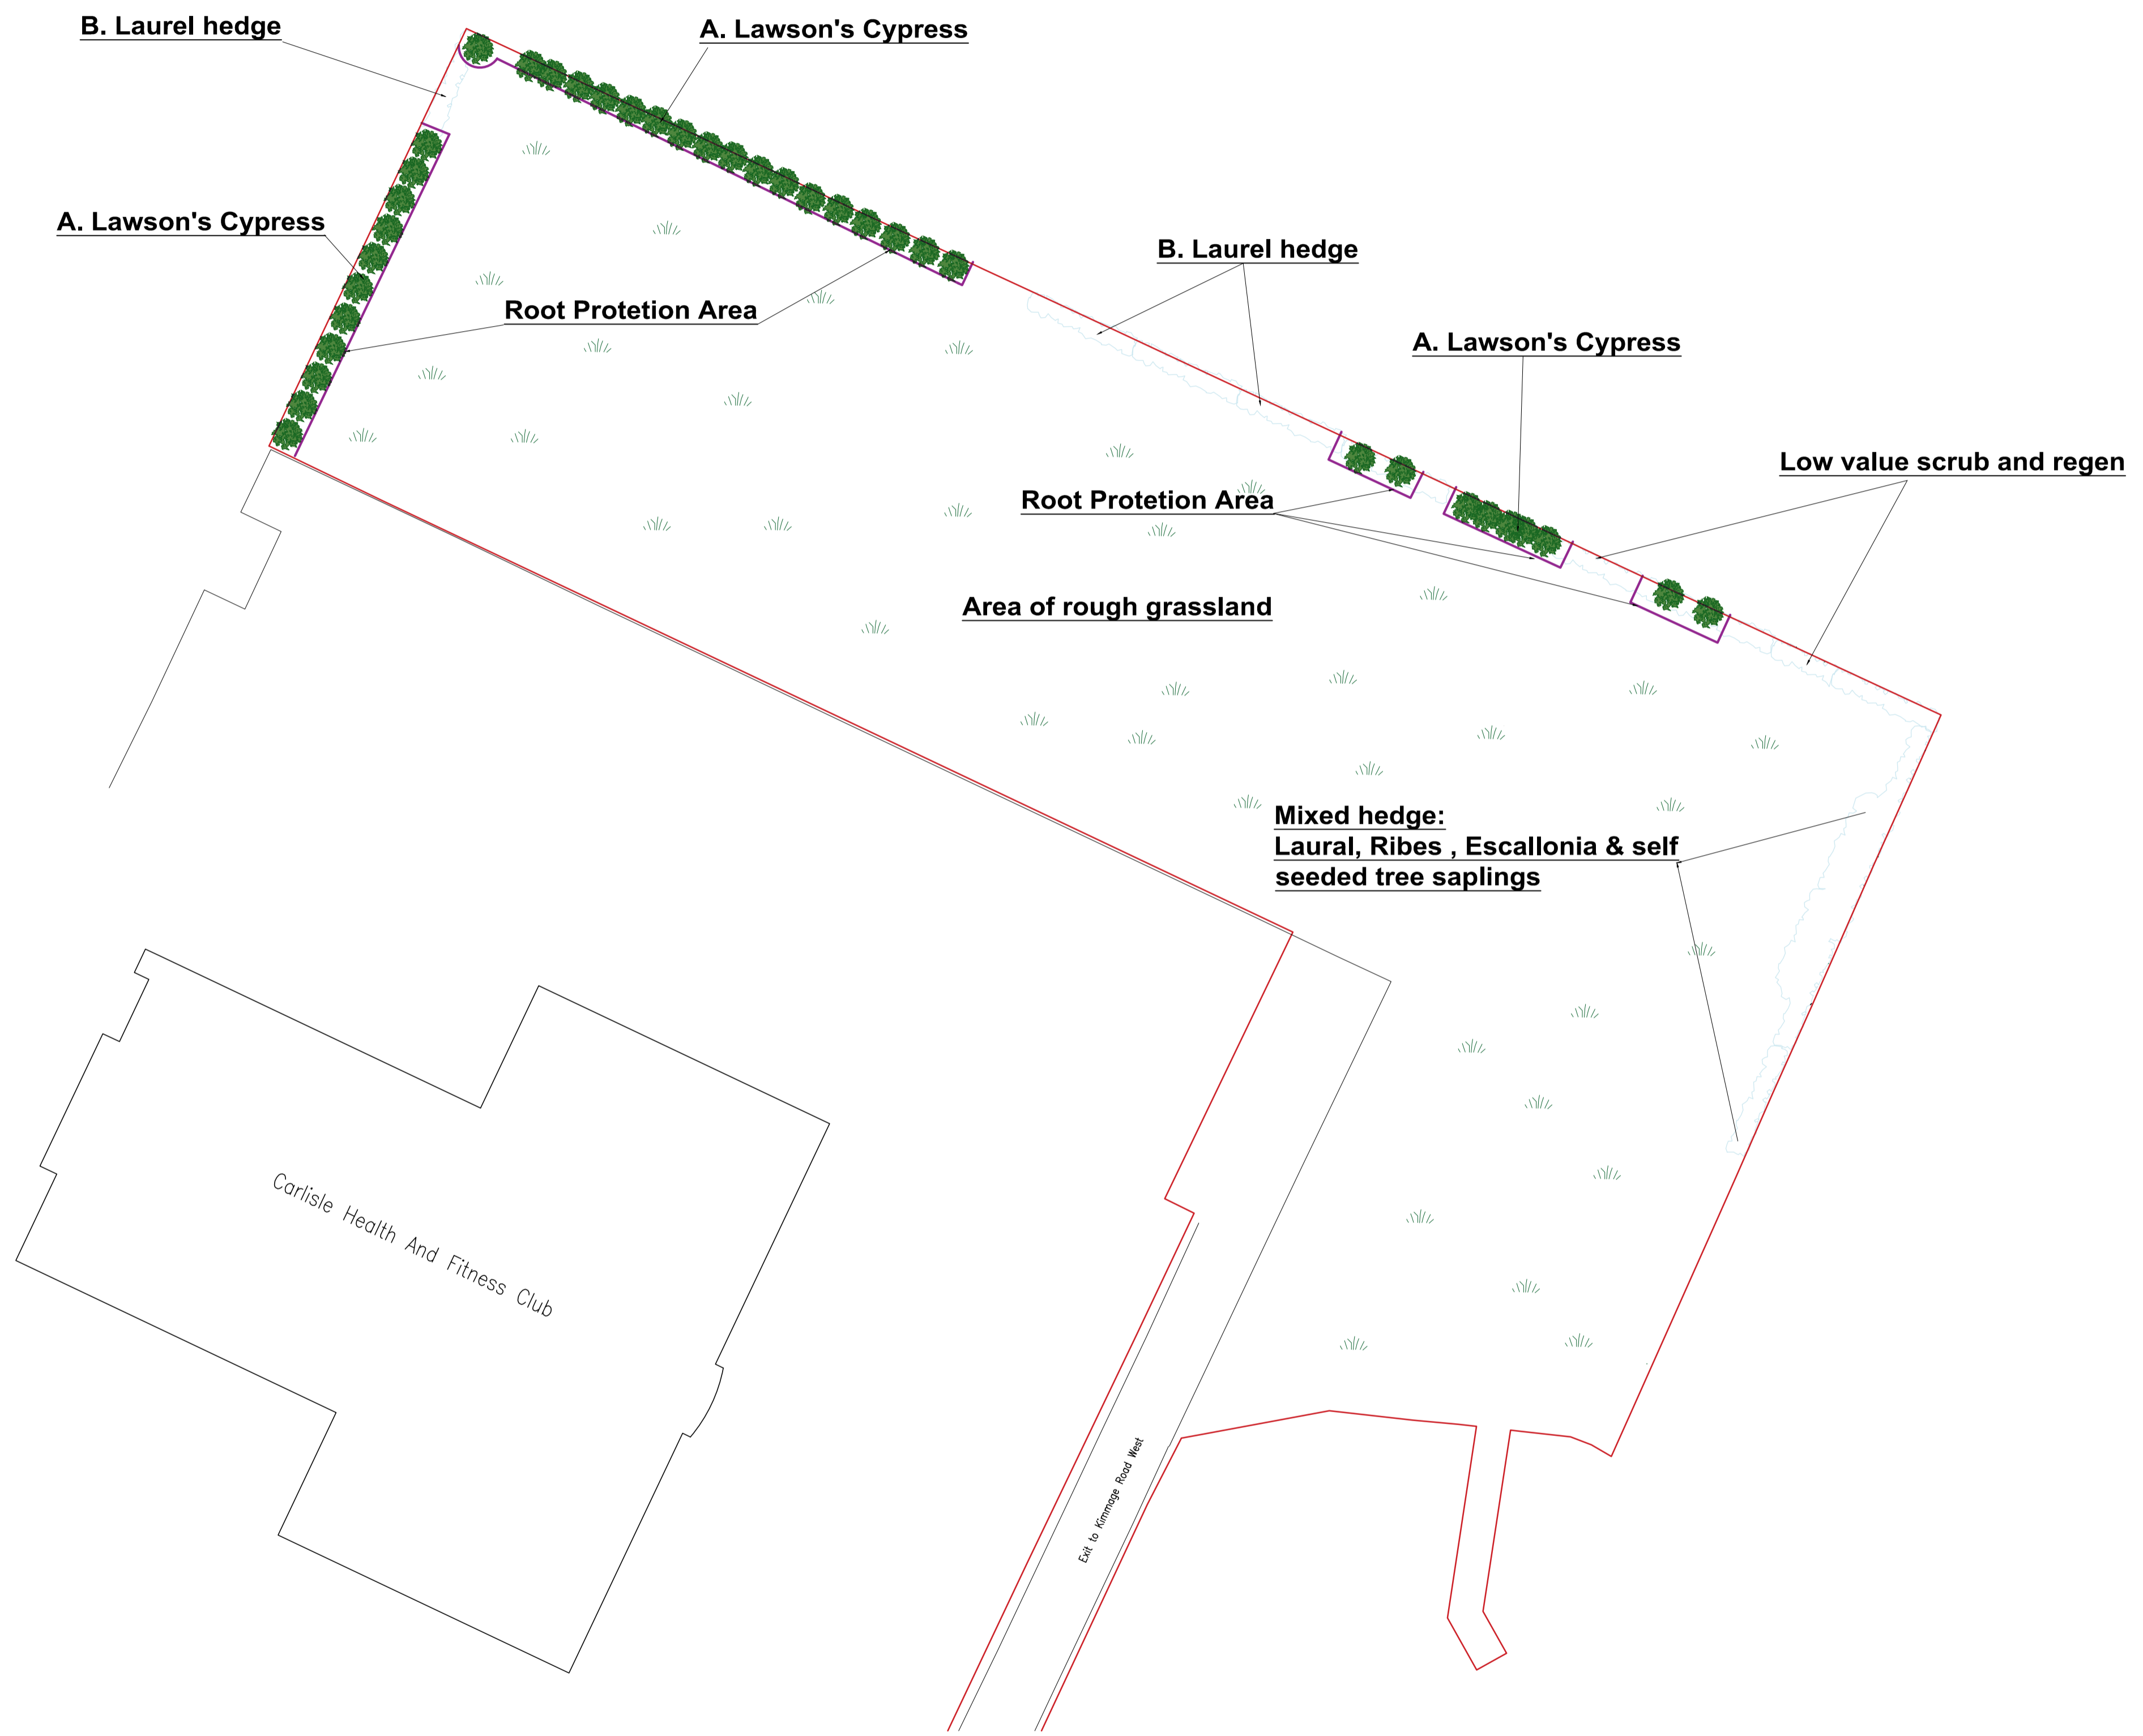 B. Laurel hedge
A. Lawson's Cypress
A. Lawson's Cypress
B. Laurel hedge
Root Protetion Area
A. Lawson's Cypress
Low value scrub and regen
Root Protetion Area
Area of rough grassland
Mixed hedge:
Laural, Ribes , Escallonia & self
seeded tree saplings
Carlisle Health And Fitness Club
Exit to Kimmage Road West